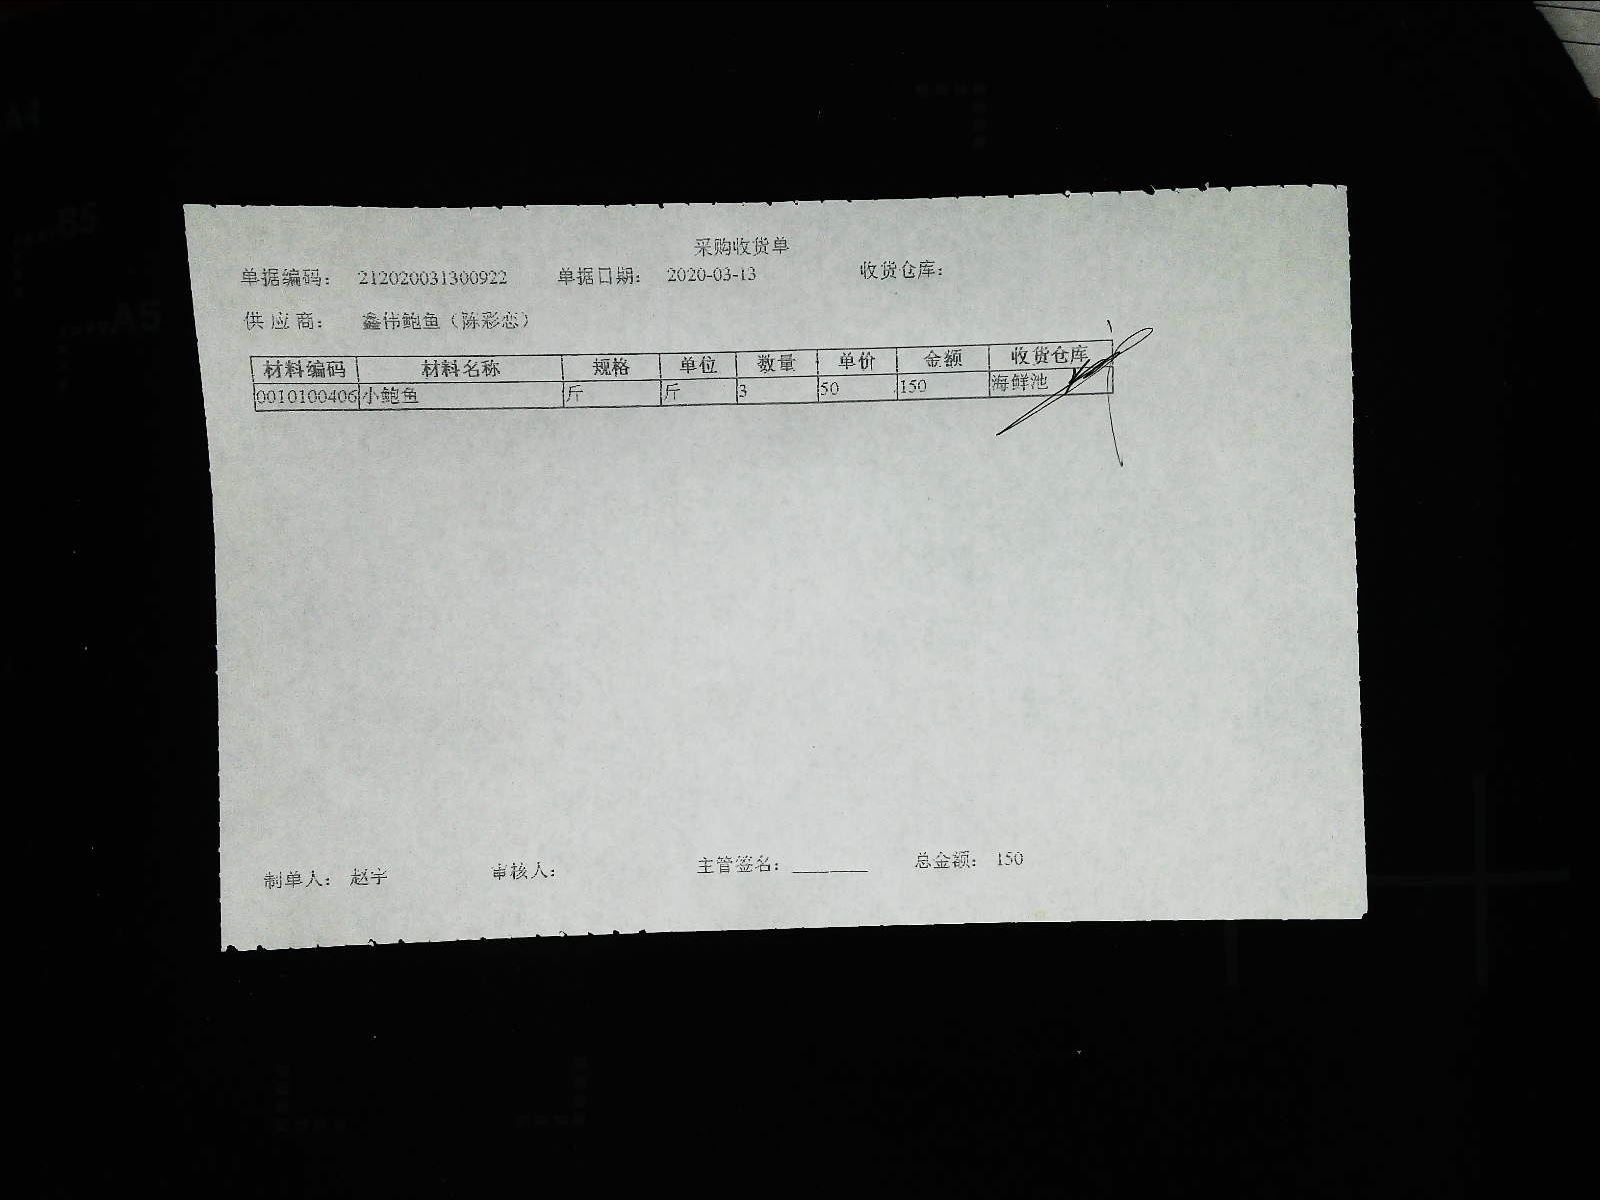 采购收货单
单据编码： 212020031300922 单据日期： 2020-03-13 收货仓库：
供应商： 鑫伟鲍鱼（陈彩恋）
材料编码 材料名称 规格 单位 数量 单价 金额 收货仓库
0010100406 小鲍鱼 斤 斤 3 50 150 海鲜池
制单人： 赵宇 审核人： 主管签名：________ 总金额： 150
A4
B5
A5